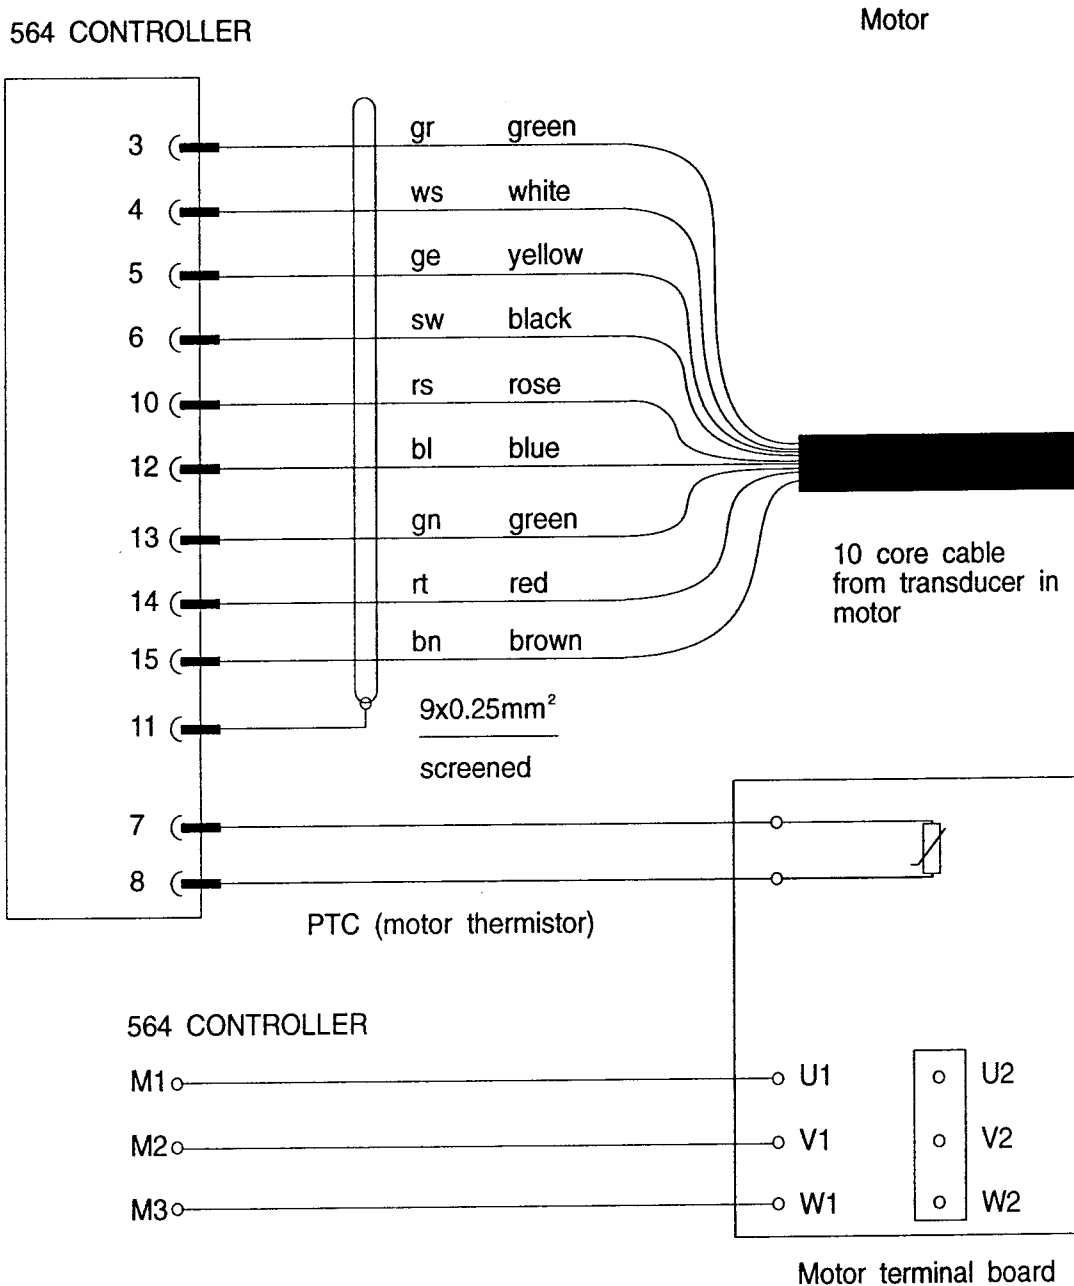 564 CONTROLLER
Motor
3 gr green
4 ws white
5 ge yellow
6 sw black
10 rs rose
12 bl blue
13 gn green
14 rt red
15 bn brown
10 core cable
from transducer in
motor
11
9x0.25mm²
screened
7
8
PTC (motor thermistor)
564 CONTROLLER
M1 U1 U2
M2 V1 V2
M3 W1 W2
Motor terminal board